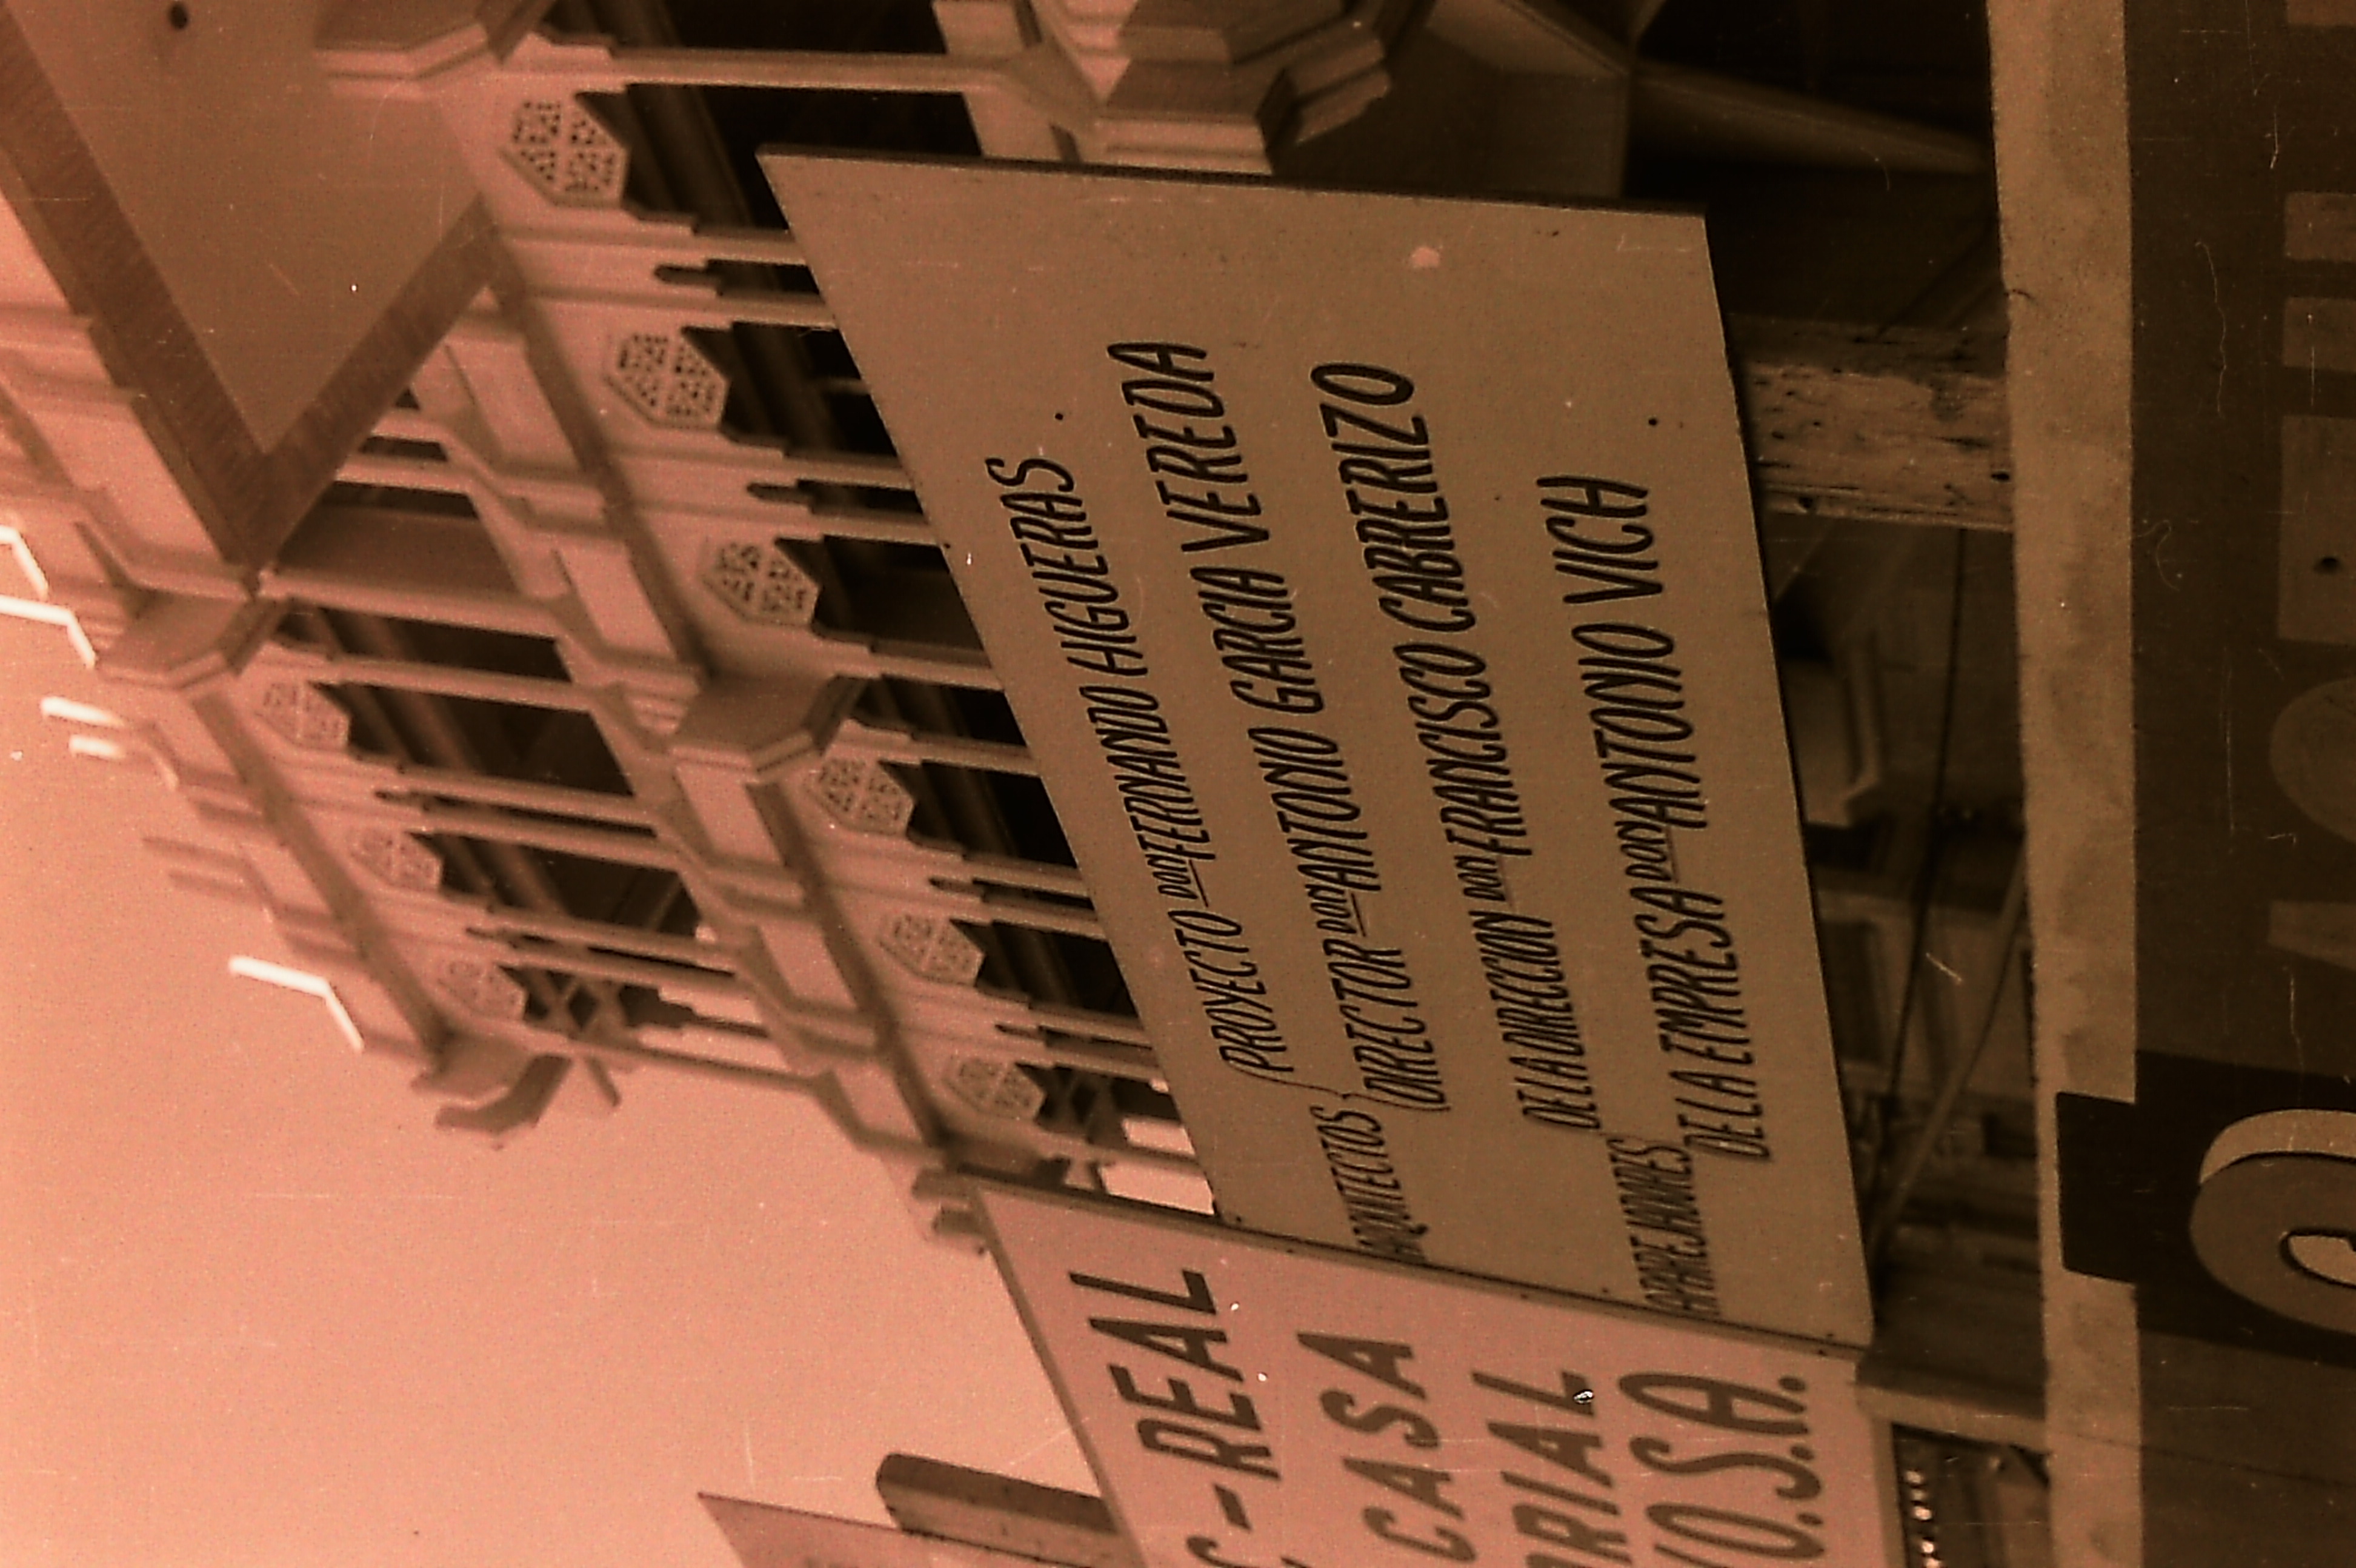 C-REAL
CASA
RIAL
O.S.A.
ARQUITECTOS
PROYECTO DON FERNANDO HIGUERAS
DIRECTOR DON ANTONIO GARCIA VEREDA
APAREJADORES
DE LA DIRECCION DON FRANCISCO CABRERIZO
DE LA EMPRESA DON ANTONIO VICH